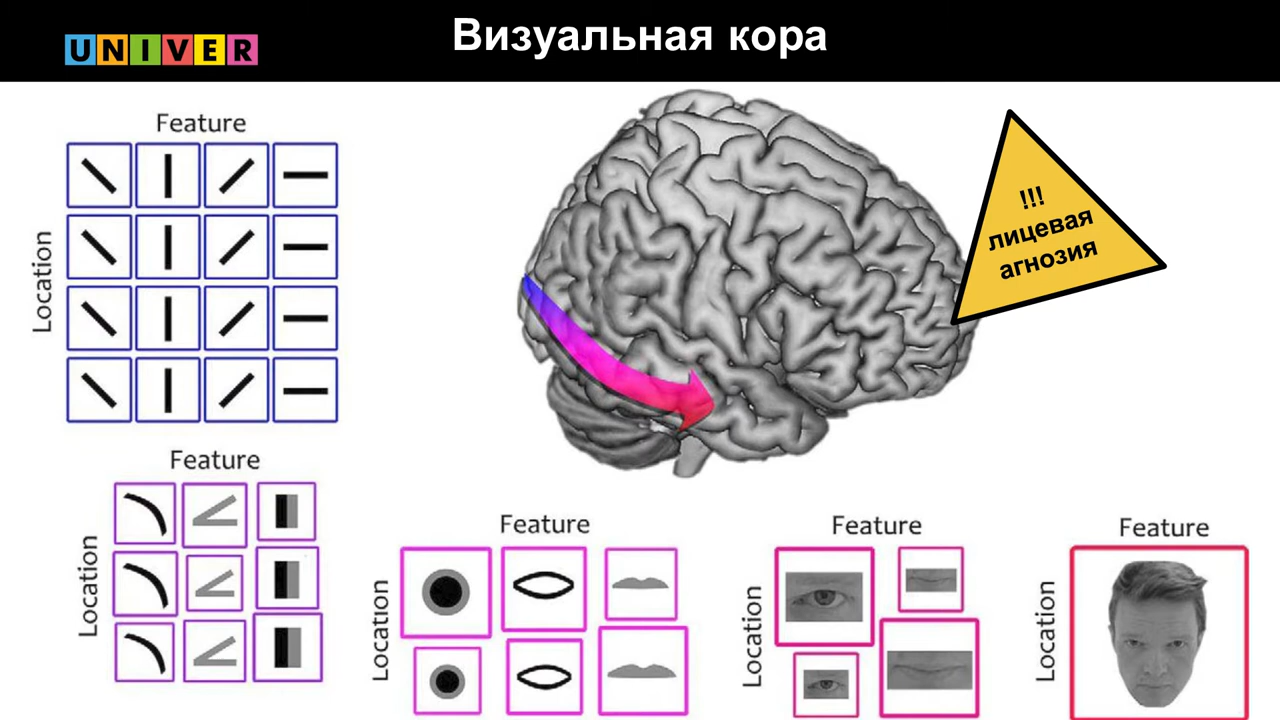 UNIVER
Визуальная кора
Feature
Location
!!!
лицевая
агнозия
Feature
Location
Feature
Location
Feature
Location
Feature
Location